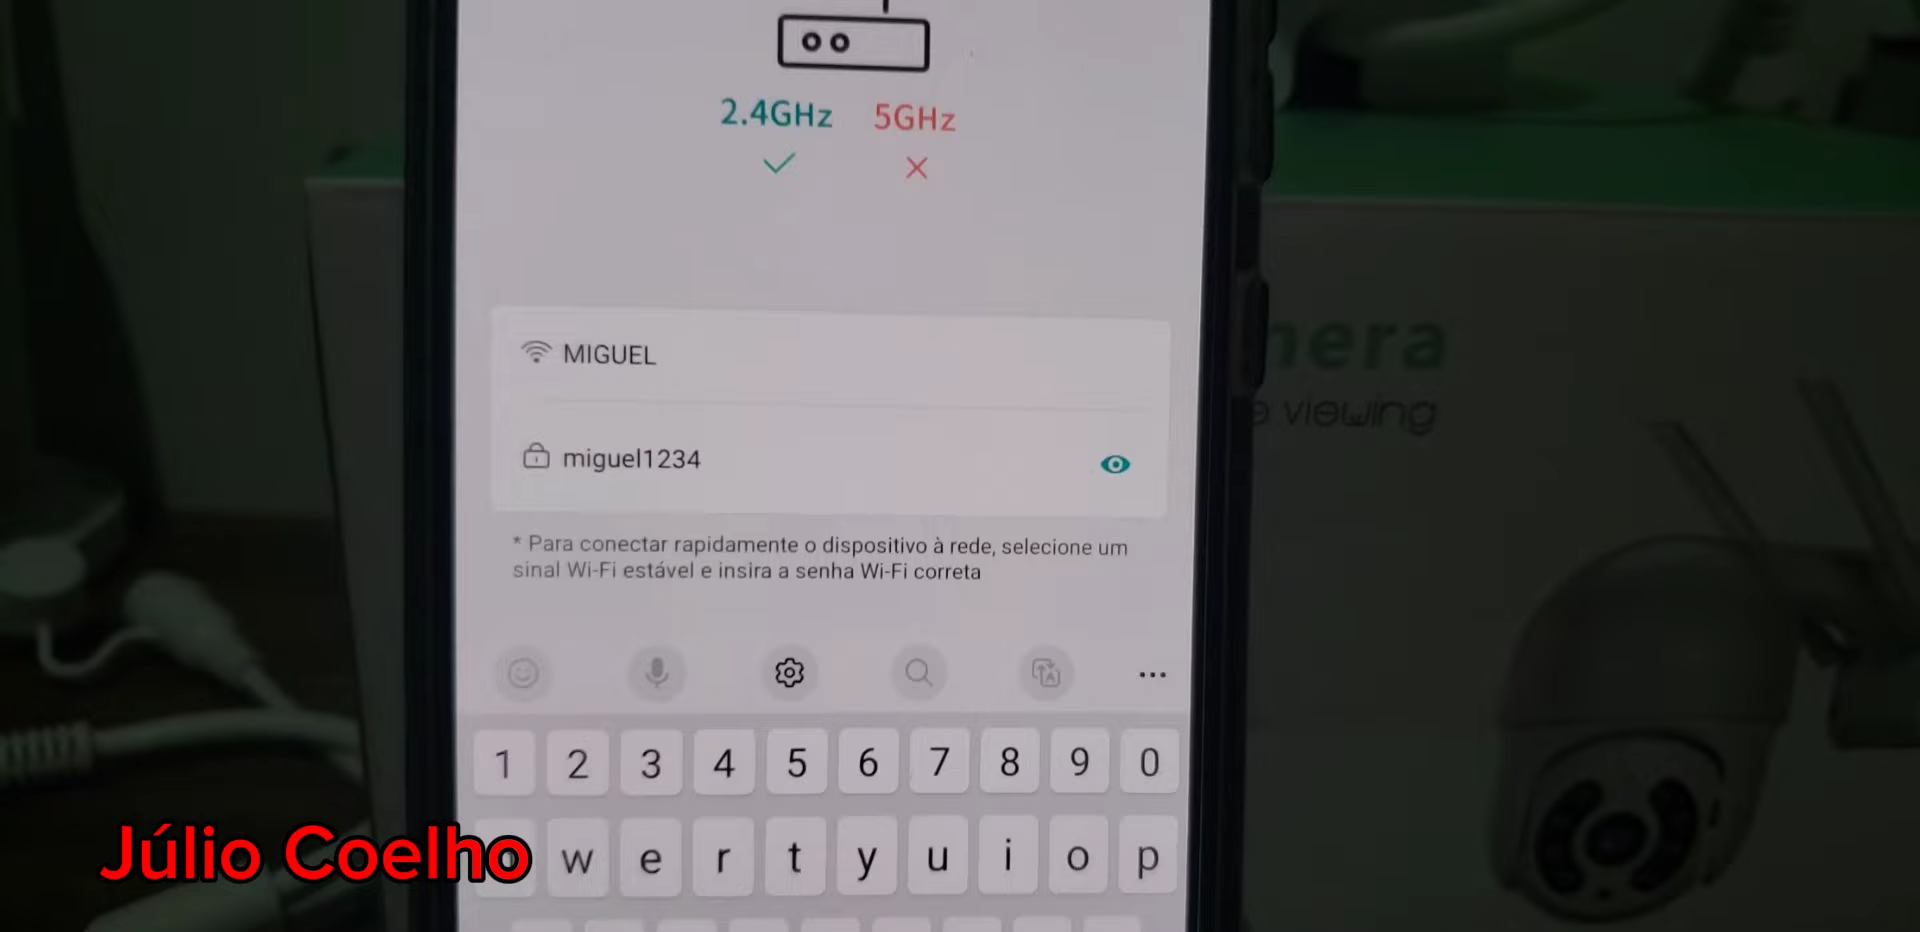 2.4GHz 5GHz
MIGUEL
miguel1234
* Para conectar rapidamente o dispositivo à rede, selecione um
sinal Wi-Fi estável e insira a senha Wi-Fi correta
1 2 3 4 5 6 7 8 9 0
w e r t y u i o p
Júlio Coelho
viewing